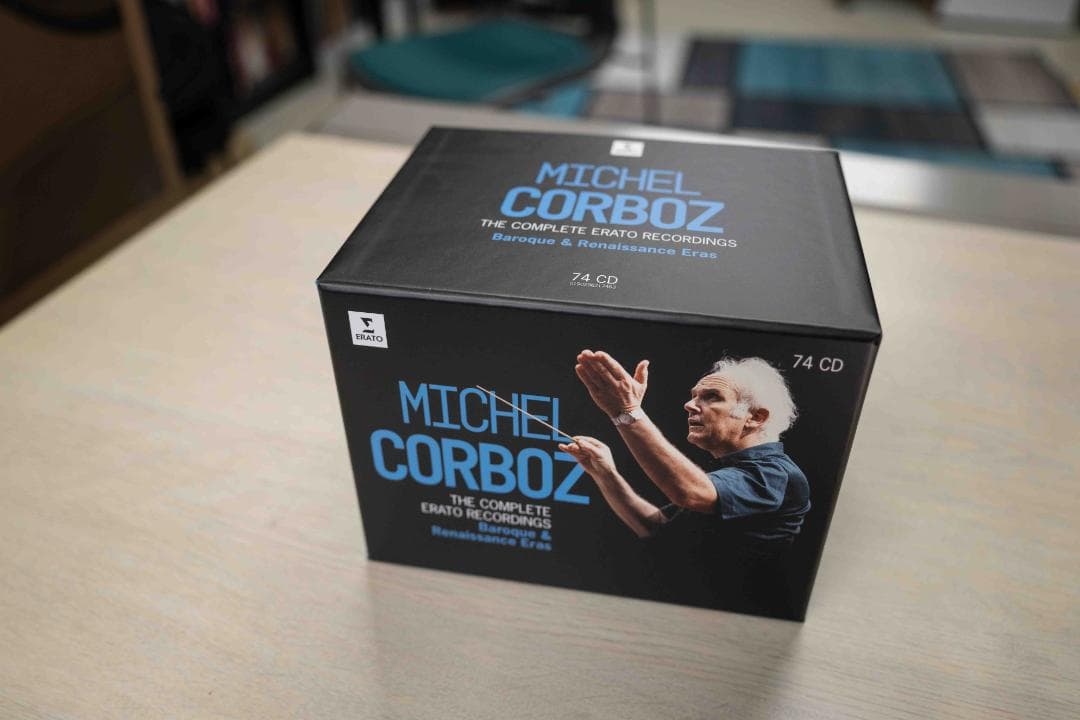 MICHEL
CORBOZ
THE COMPLETE ERATO RECORDINGS
Baroque & Renaissance Eras
74 CD
ERATO
74 CD
MICHEL
CORBOZ
THE COMPLETE
ERATO RECORDINGS
Baroque &
Renaissance Eras